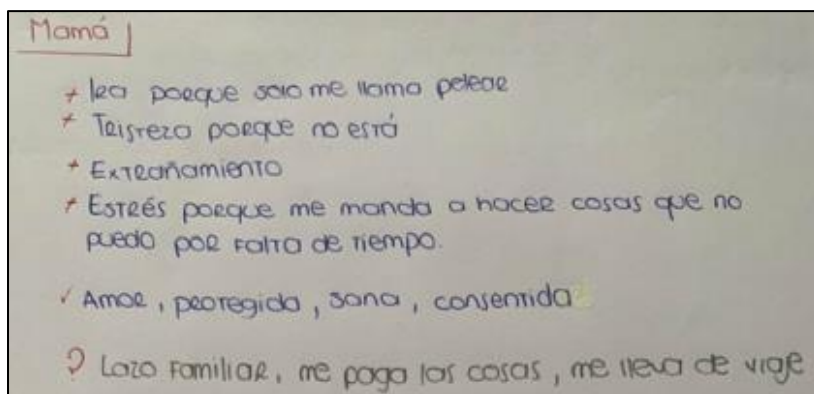 Mamá
+ Ira porque solo me llama pelear
+ Tristeza porque no está
+ Extrañamiento
+ Estrés porque me manda a hacer cosas que no
puedo por falta de tiempo.
✓ Amor, protegida, sana, consentida
? Lazo familiar, me paga las cosas, me lleva de viaje